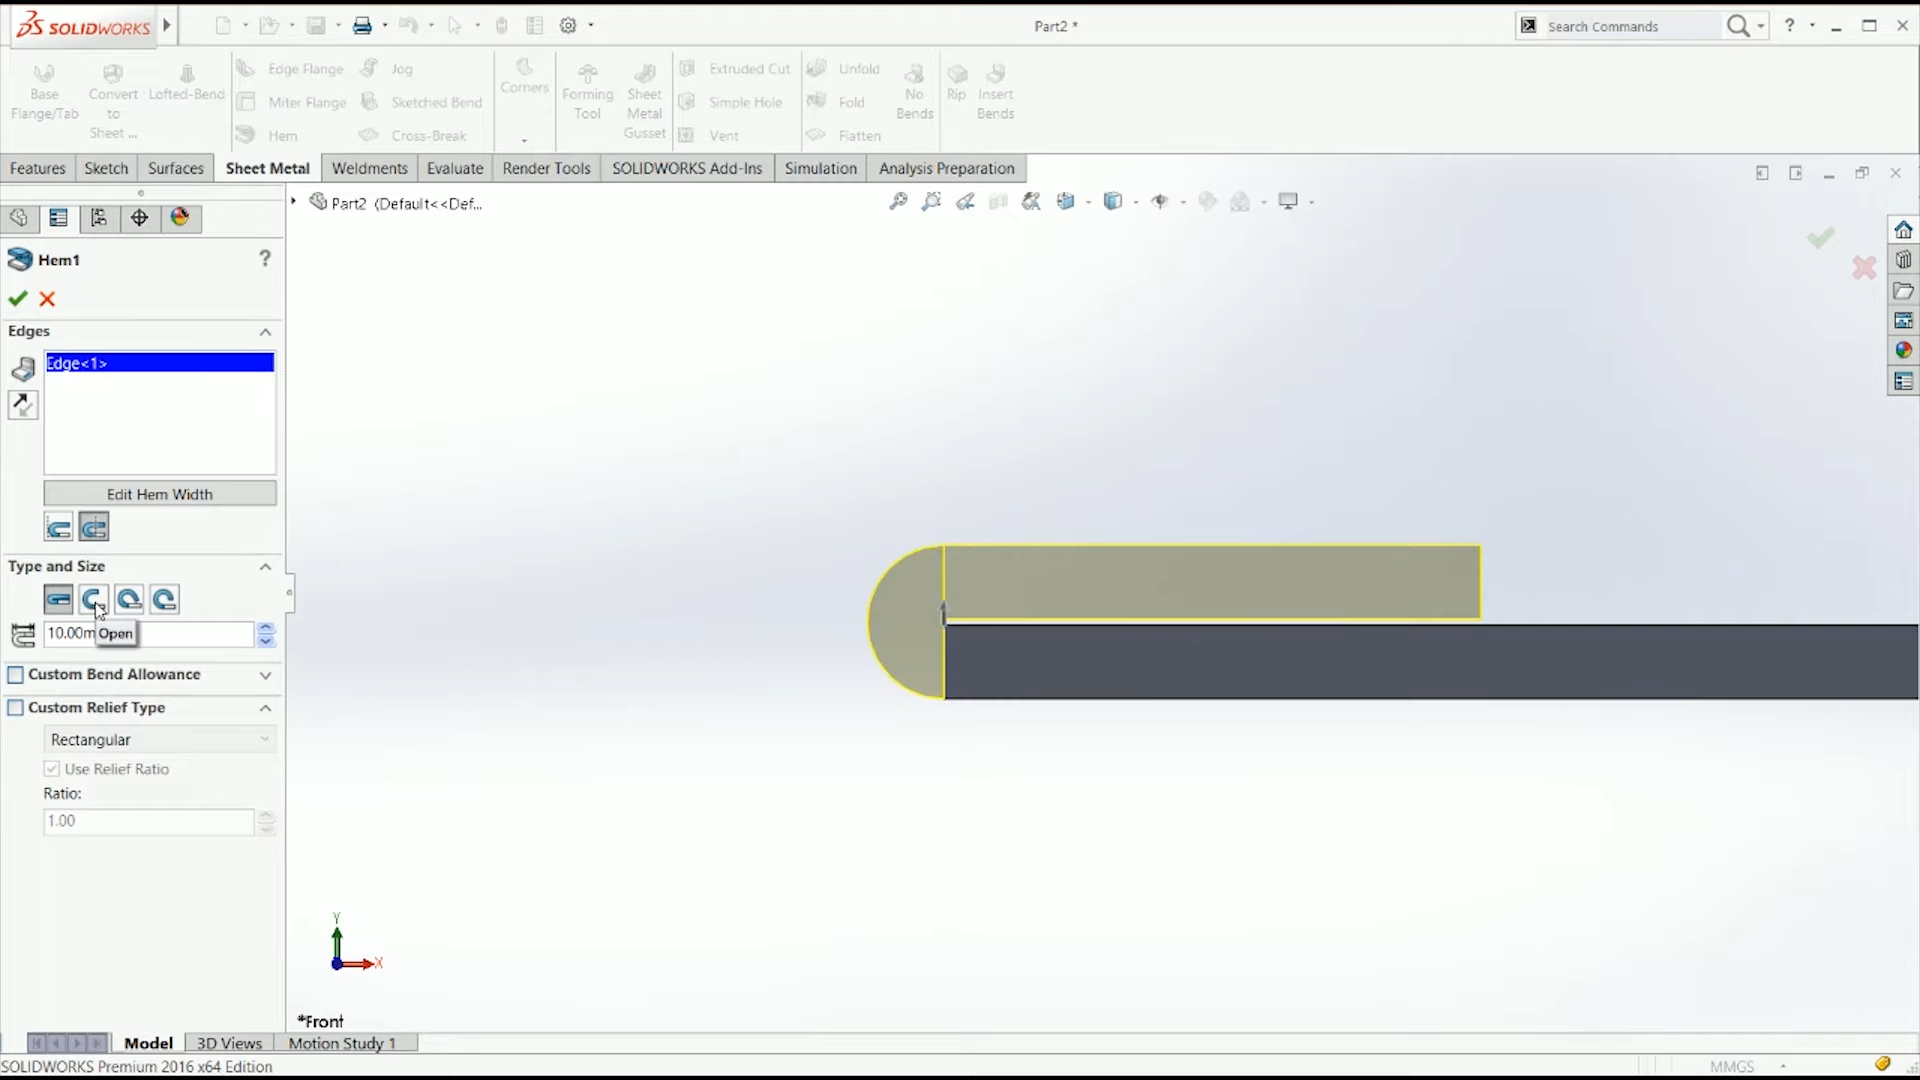 SOLIDWORKS
Part2 *
Search Commands
?
Base Flange/Tab
Convert to Sheet ...
Lofted-Bend
Edge Flange
Miter Flange
Hem
Jog
Sketched Bend
Cross-Break
Corners
Forming Tool
Sheet Metal Gusset
Extruded Cut
Simple Hole
Vent
Unfold
Fold
Flatten
No Bends
Rip
Insert Bends
Features
Sketch
Surfaces
Sheet Metal
Weldments
Evaluate
Render Tools
SOLIDWORKS Add-Ins
Simulation
Analysis Preparation
Part2 (Default<<Def...
Hem1
?
Edges
Edge<1>
Edit Hem Width
Type and Size
10.00m
Open
Custom Bend Allowance
Custom Relief Type
Rectangular
Use Relief Ratio
Ratio:
1.00
Y
X
*Front
Model
3D Views
Motion Study 1
SOLIDWORKS Premium 2016 x64 Edition
MMGS